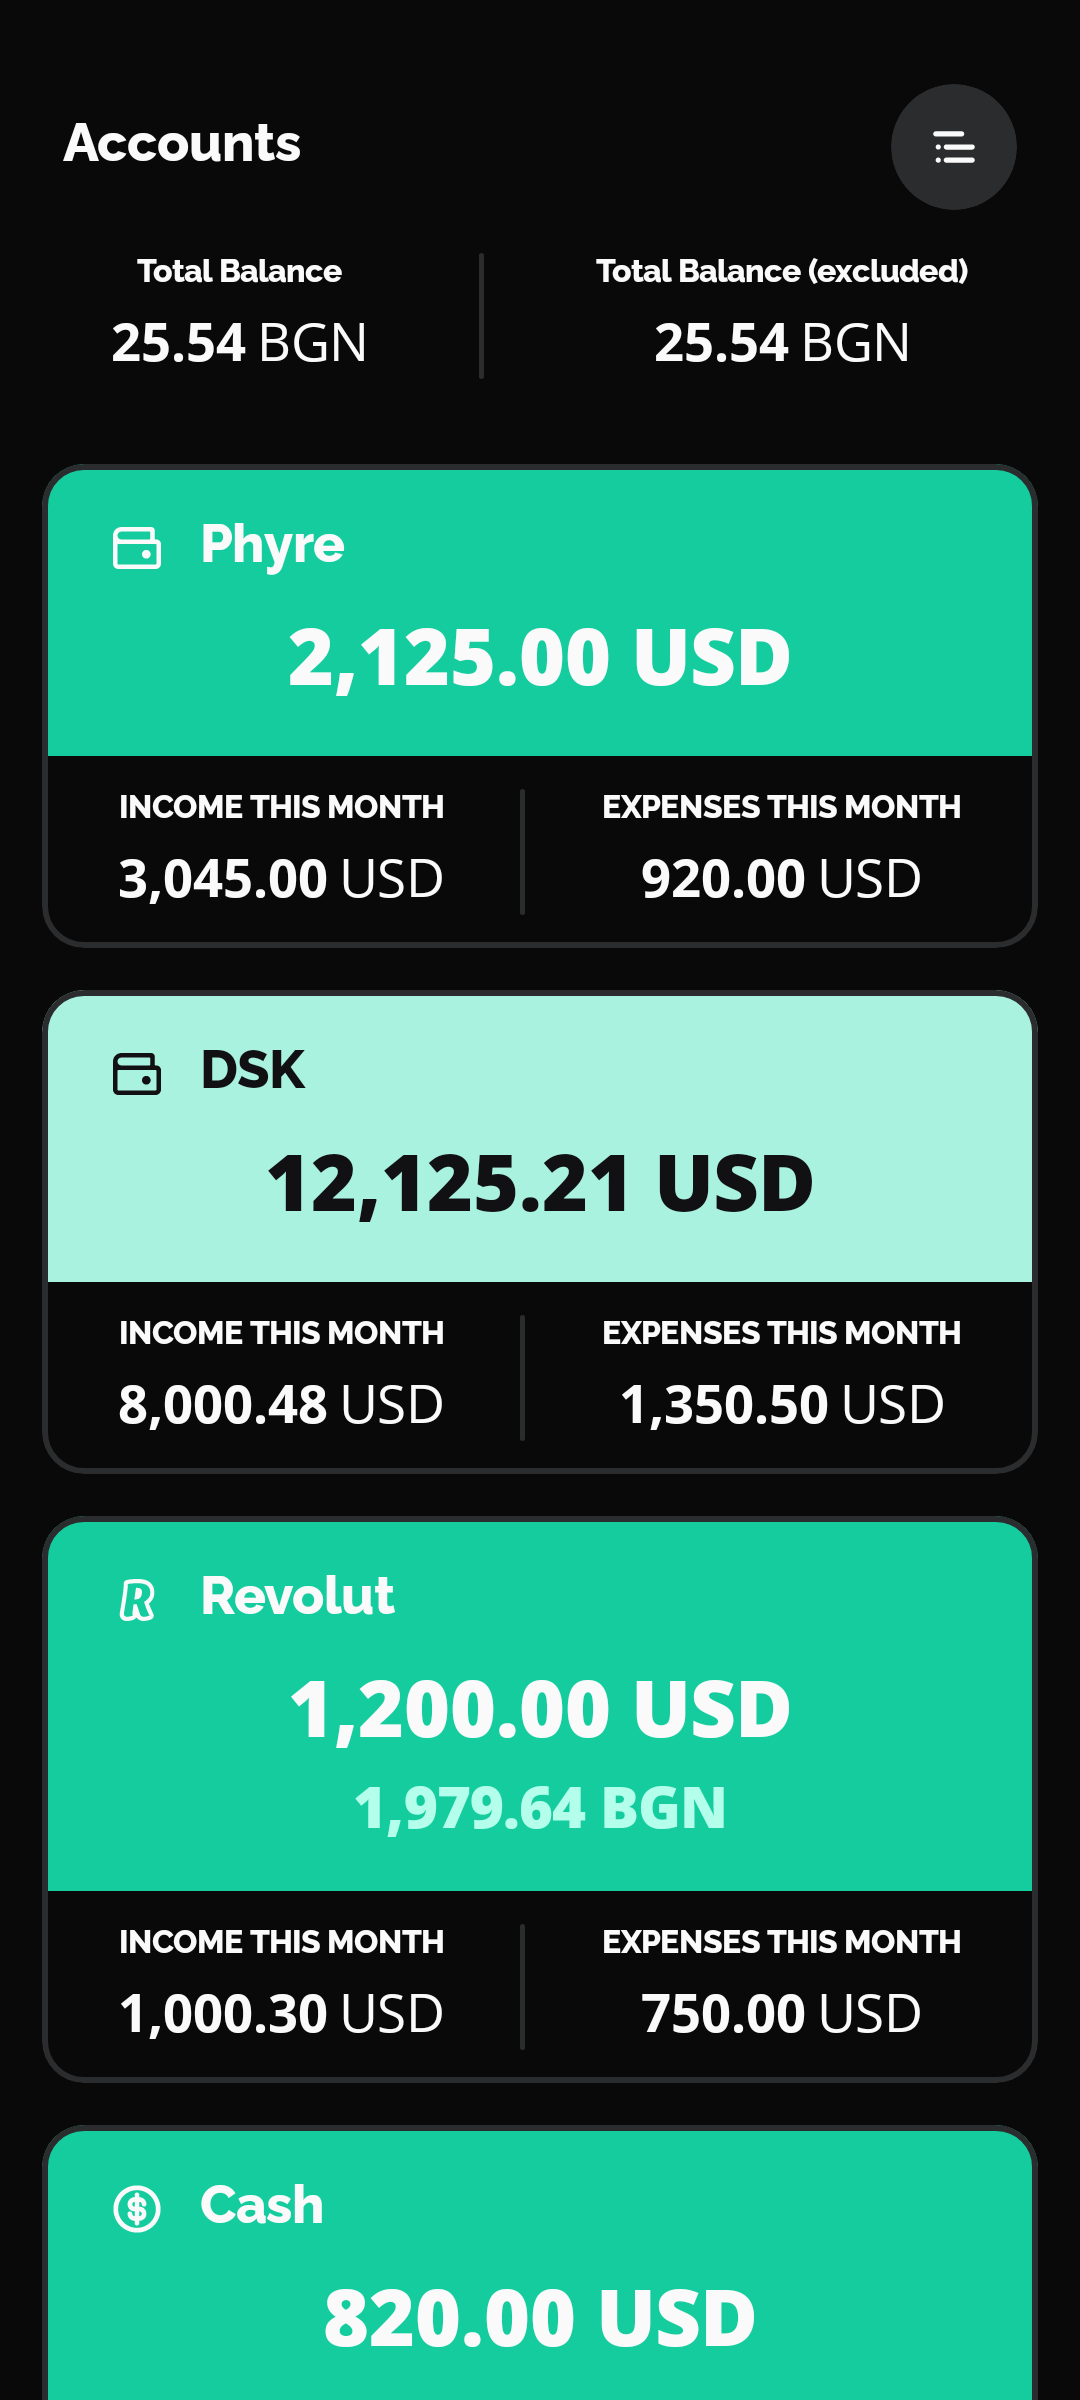 Accounts
Total Balance
Total Balance (excluded)
25.54 BGN
25.54 BGN
Phyre
2,125.00 USD
INCOME THIS MONTH
EXPENSES THIS MONTH
3,045.00 USD
920.00 USD
DSK
12,125.21 USD
INCOME THIS MONTH
EXPENSES THIS MONTH
8,000.48 USD
1,350.50 USD
R
Revolut
1,200.00 USD
1,979.64 BGN
INCOME THIS MONTH
EXPENSES THIS MONTH
1,000.30 USD
750.00 USD
$
Cash
820.00 USD